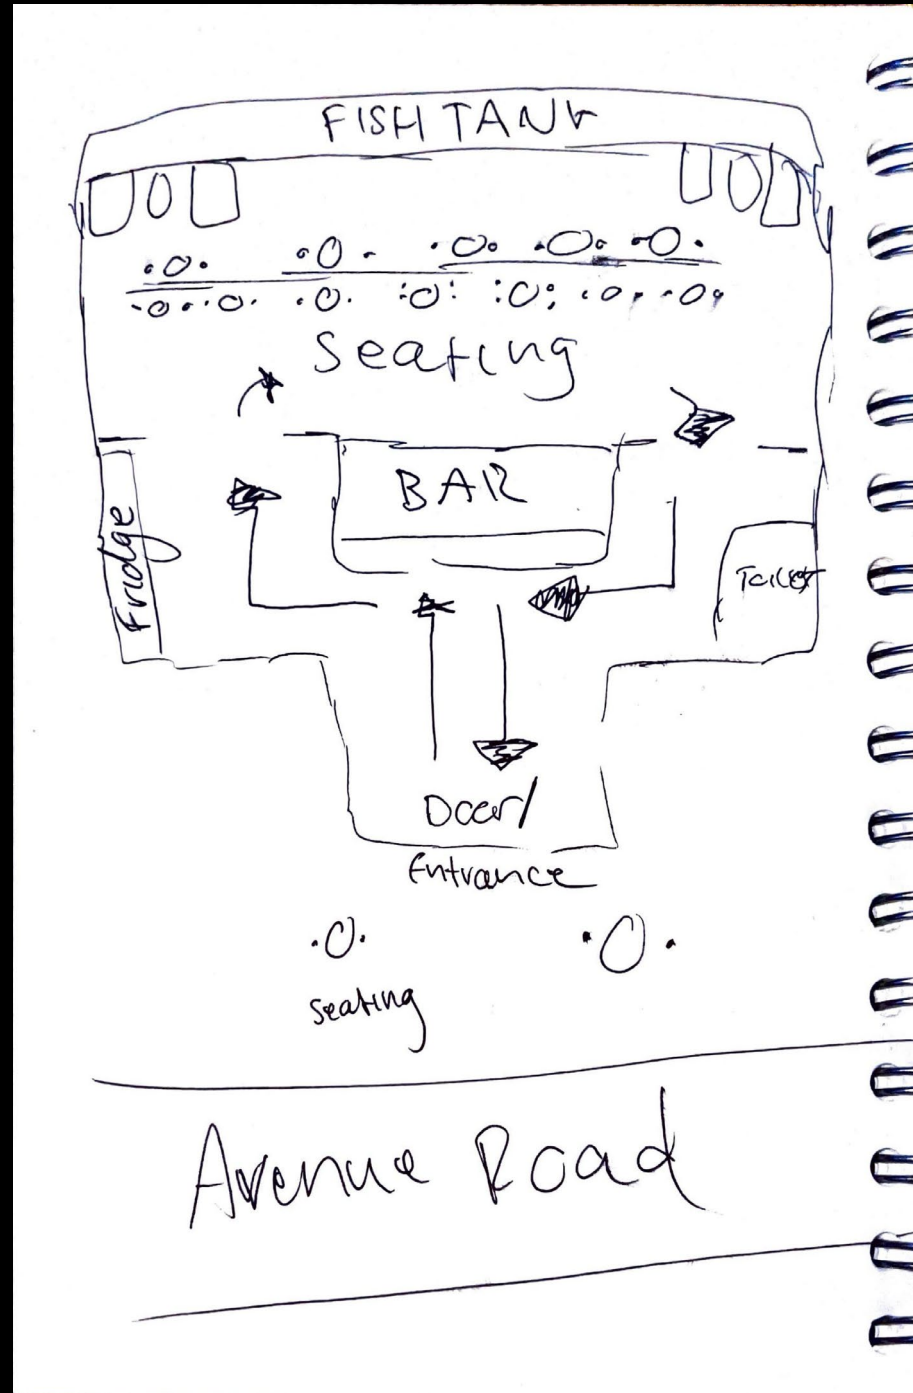 FISH TANK
Seating
BAR
Fridge
Toilet
Door/
Entrance
seating
Avenue Road